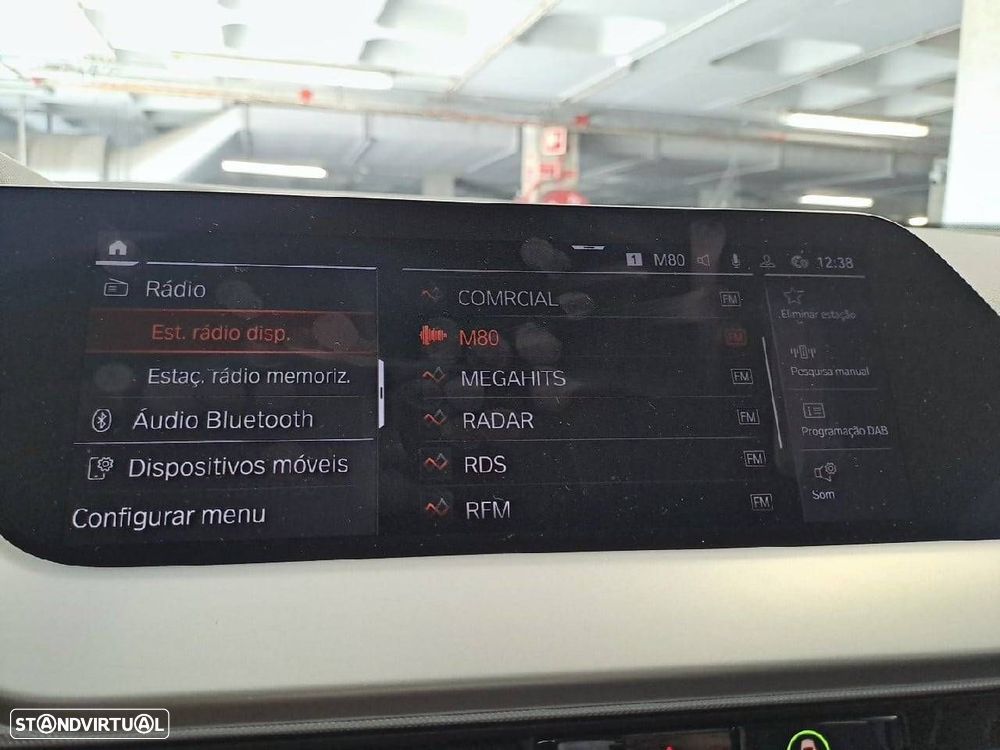 1 M80 12:38
Rádio
Est. rádio disp.
Estaç. rádio memoriz.
Áudio Bluetooth
Dispositivos móveis
Configurar menu
COMRCIAL FM
M80 FM
MEGAHITS FM
RADAR FM
RDS FM
RFM FM
Eliminar estação
Pesquisa manual
Programação DAB
Som
STANDVIRTUAL